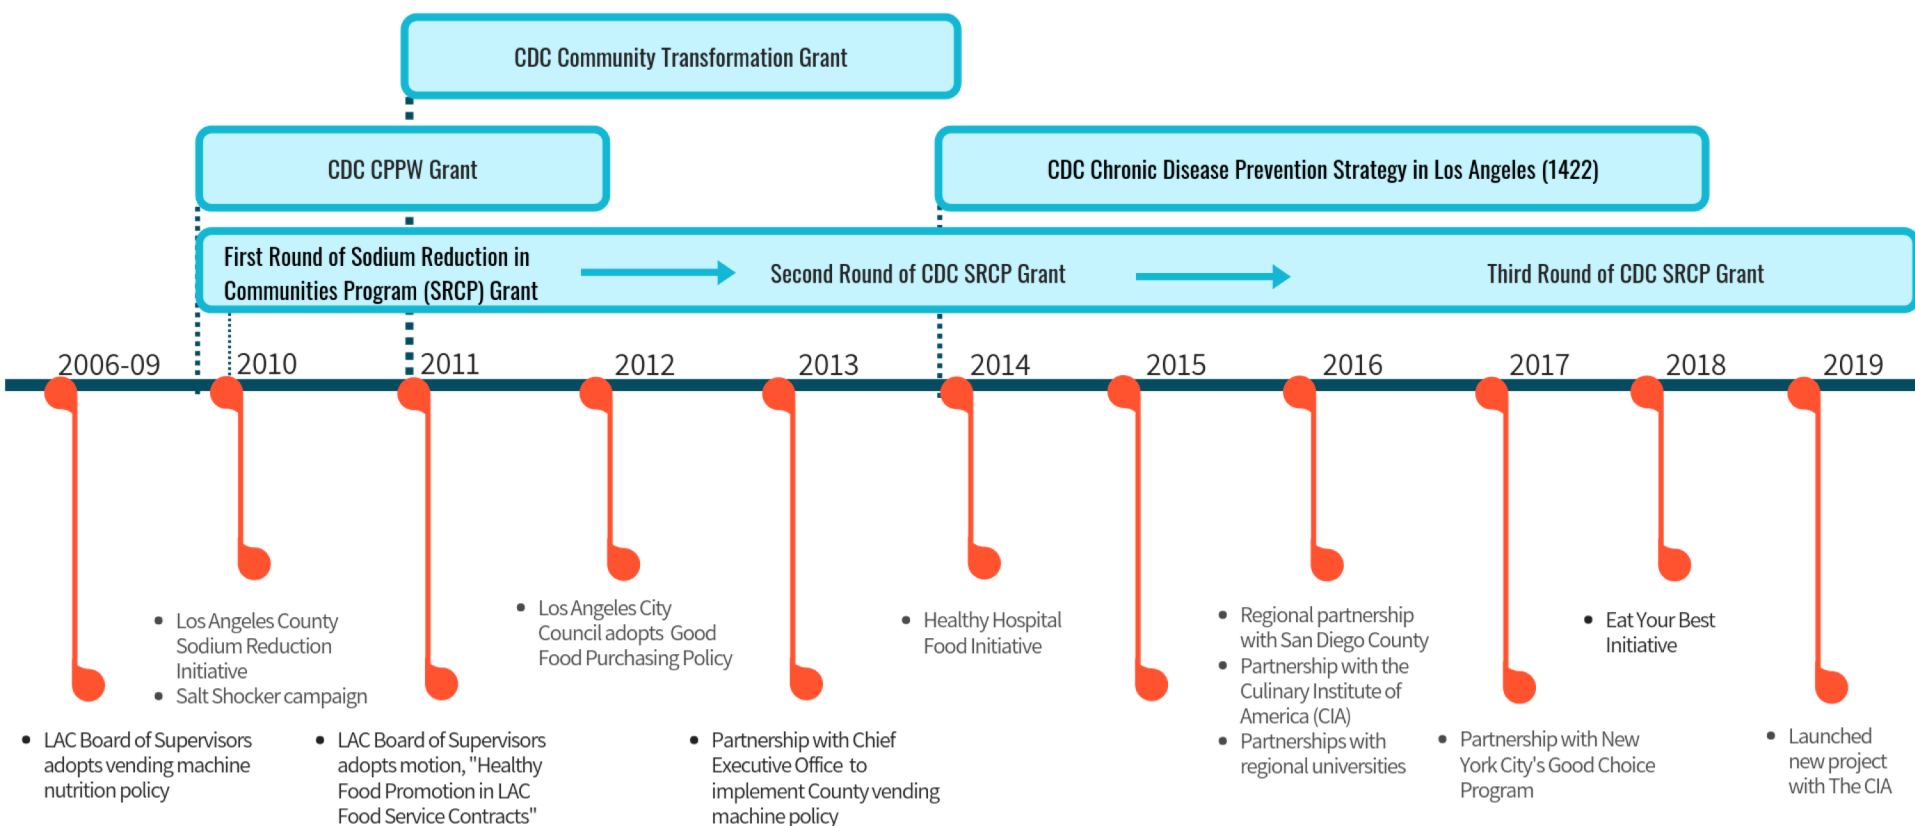 CDC Community Transformation Grant
CDC CPPW Grant
CDC Chronic Disease Prevention Strategy in Los Angeles (1422)
First Round of Sodium Reduction in
Communities Program (SRCP) Grant
Second Round of CDC SRCP Grant
Third Round of CDC SRCP Grant
2006-09
2010
2011
2012
2013
2014
2015
2016
2017
2018
2019
• LAC Board of Supervisors
adopts vending machine
nutrition policy
• Los Angeles County
Sodium Reduction
Initiative
• Salt Shocker campaign
• LAC Board of Supervisors
adopts motion, "Healthy
Food Promotion in LAC
Food Service Contracts"
• Los Angeles City
Council adopts Good
Food Purchasing Policy
• Partnership with Chief
Executive Office to
implement County vending
machine policy
• Healthy Hospital
Food Initiative
• Regional partnership
with San Diego County
• Partnership with the
Culinary Institute of
America (CIA)
• Partnerships with
regional universities
• Partnership with New
York City's Good Choice
Program
• Eat Your Best
Initiative
• Launched
new project
with The CIA